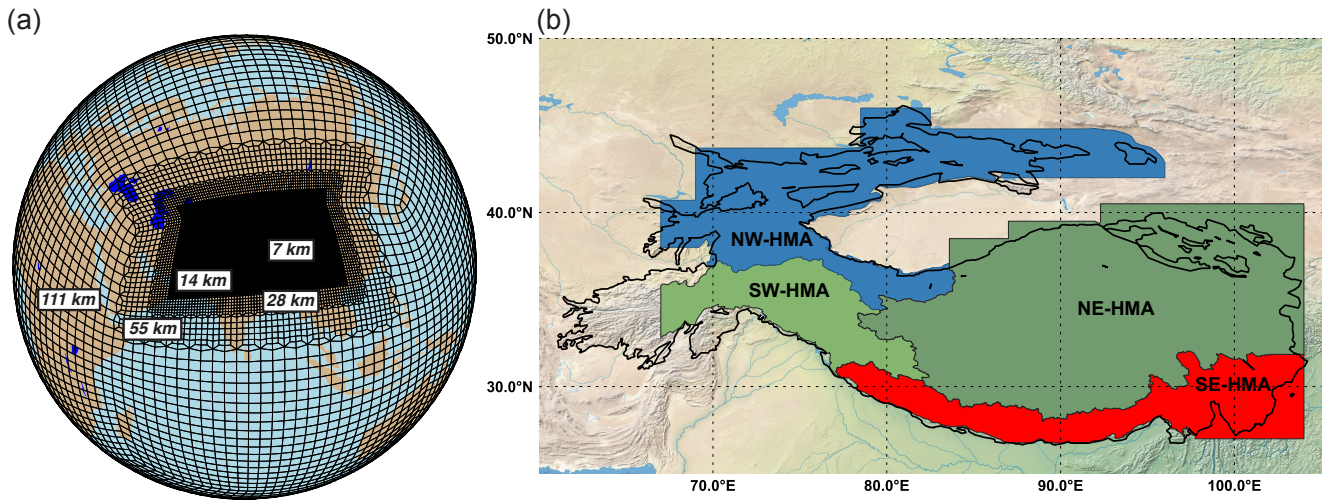 (a)
7 km
14 km
28 km
111 km
55 km
(b)
50.0°N
40.0°N
30.0°N
NW-HMA
SW-HMA
NE-HMA
SE-HMA
70.0°E
80.0°E
90.0°E
100.0°E